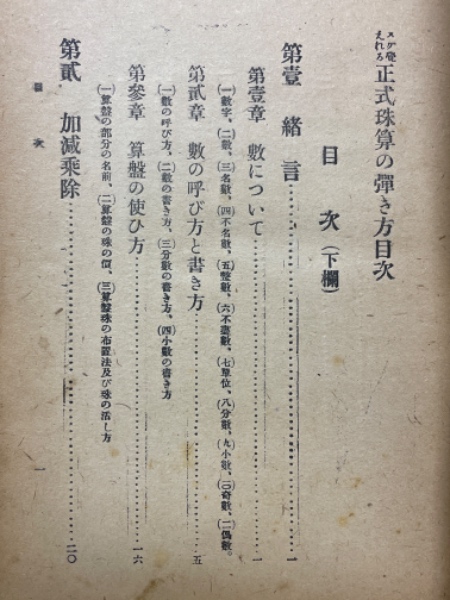 スグ覺えれる正式珠算の彈き方目次
目次(下欄)
第壹 緒言……一
第壹章 數について……一
(一)數字、(二)數、(三)名數、(四)不名數、(五)整數、(六)不盡數、(七)單位、(八)分數、(九)小數、(一〇)奇數、(一一)偶數。
第貳章 數の呼び方と書き方……五
(一)數の呼び方、(二)數の書き方、(三)分數の書き方、(四)小數の書き方
第參章 算盤の使ひ方……一六
(一)算盤の部分の名前、(二)算盤の珠の價、(三)算盤珠の布置法及び珠の活し方
第貳 加減乘除……二〇
目次
一